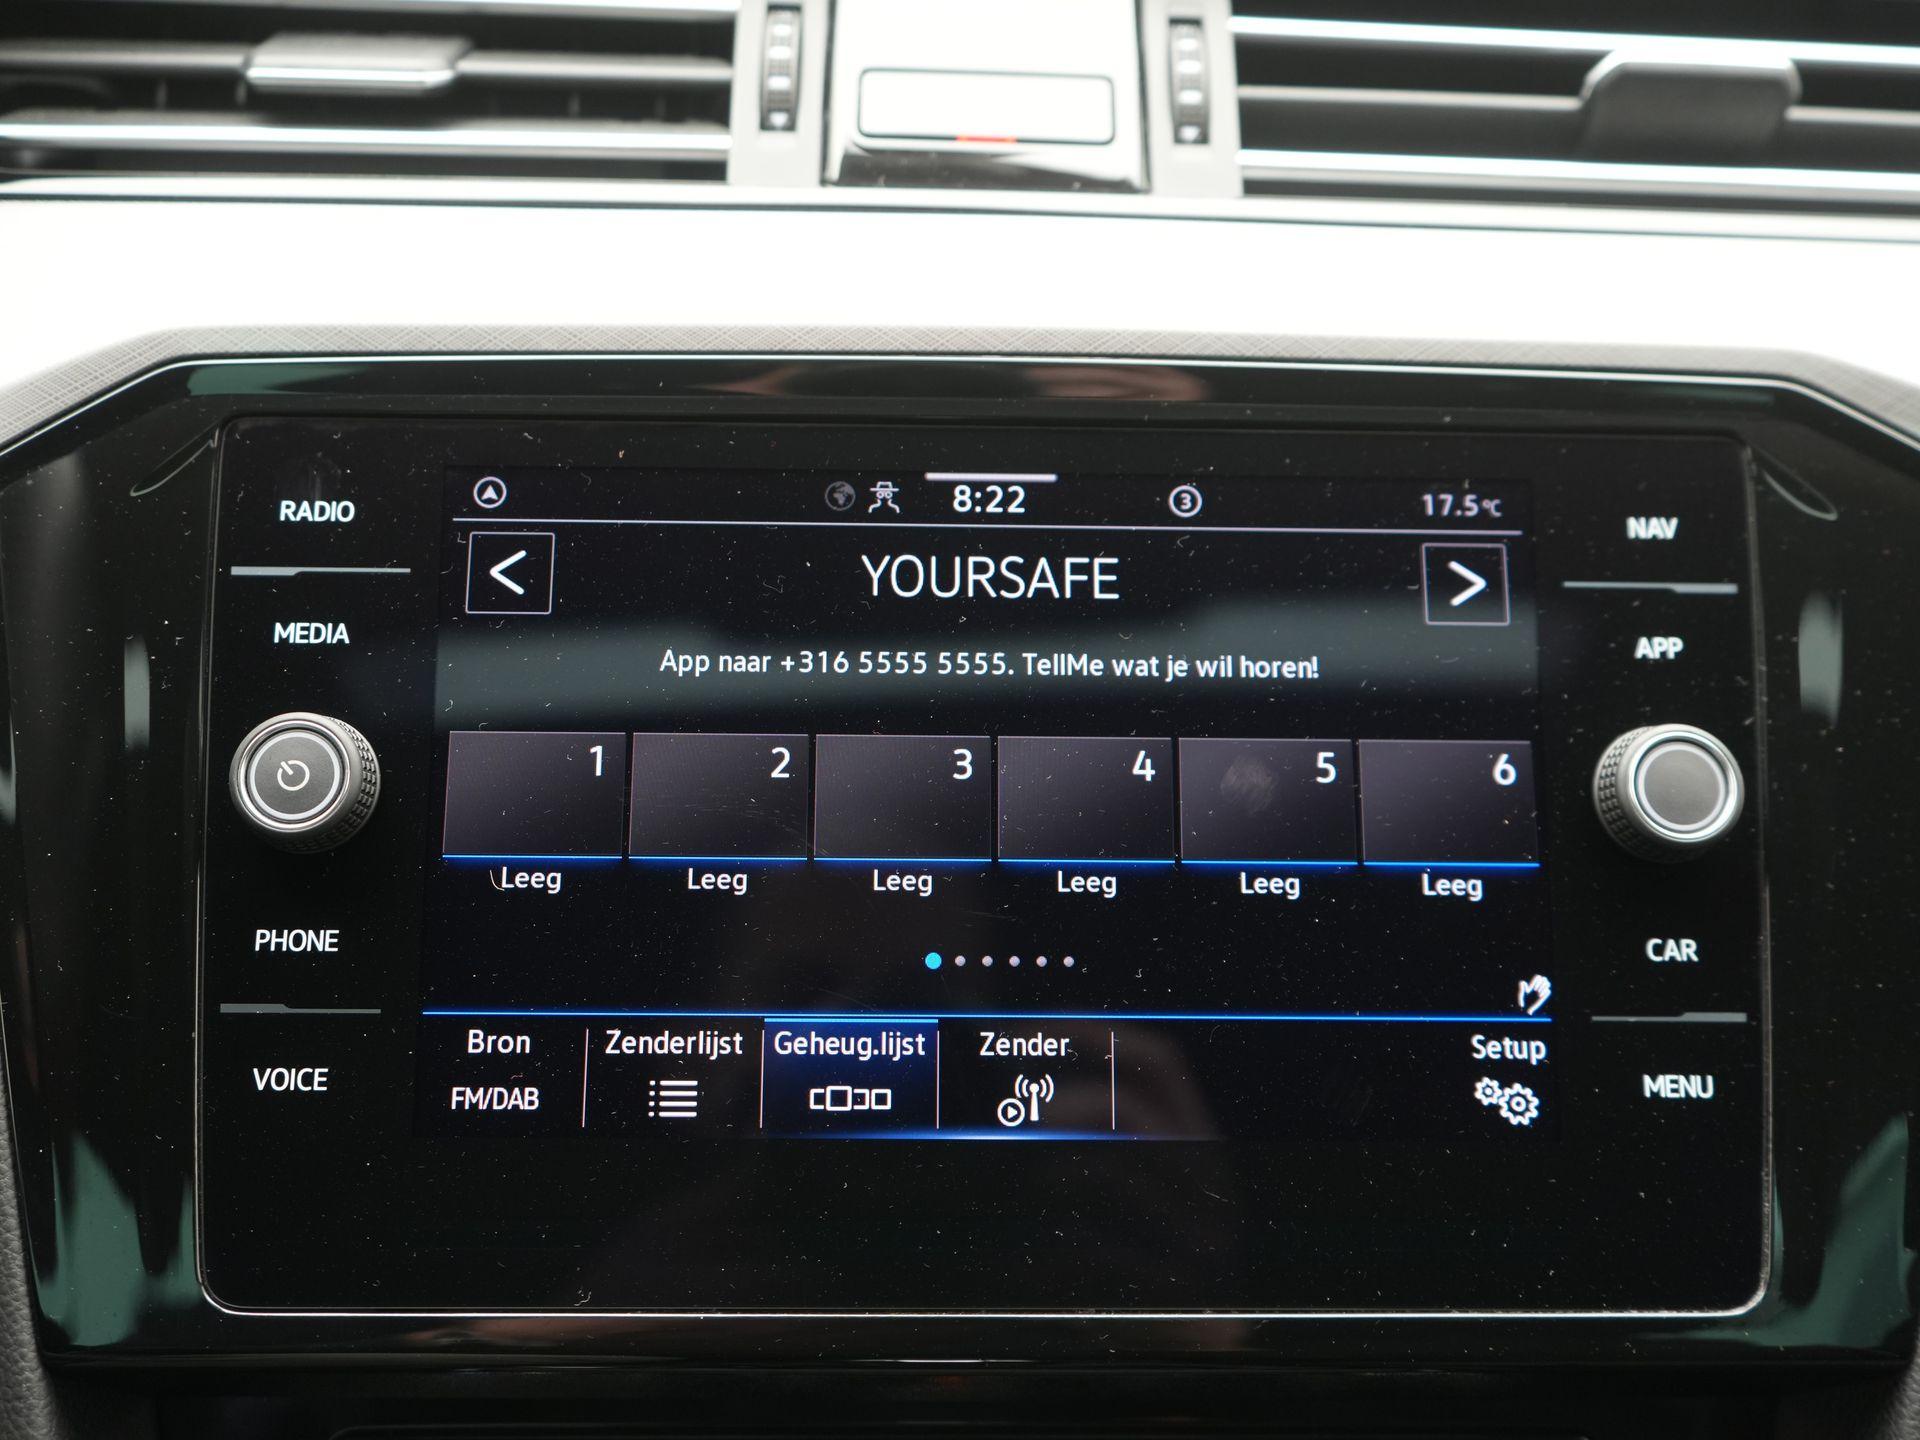 8:22
3
17.5°C
RADIO
NAV
< YOURSAFE >
MEDIA
APP
App naar +316 5555 5555. TellMe wat je wil horen!
1 2 3 4 5 6
Leeg Leeg Leeg Leeg Leeg Leeg
PHONE
CAR
Bron Zenderlijst Geheug.lijst Zender Setup
FM/DAB
VOICE
MENU